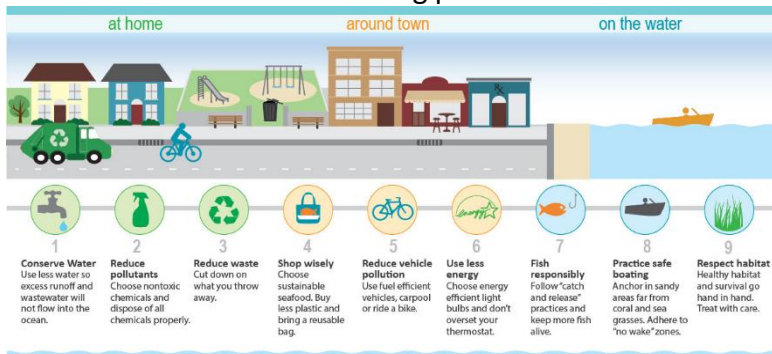 at home
around town
on the water
energy
1
Conserve Water
Use less water so
excess runoff and
wastewater will
not flow into the
ocean.
2
Reduce
pollutants
Choose nontoxic
chemicals and
dispose of all
chemicals properly.
3
Reduce waste
Cut down on
what you throw
away.
4
Shop wisely
Choose
sustainable
seafood. Buy
less plastic and
bring a reusable
bag.
5
Reduce vehicle
pollution
Use fuel efficient
vehicles, carpool
or ride a bike.
6
Use less
energy
Choose energy
efficient light
bulbs and don't
overset your
thermostat.
7
Fish
responsibly
Follow "catch
and release"
practices and
keep more fish
alive.
8
Practice safe
boating
Anchor in sandy
areas far from
coral and sea
grasses. Adhere to
"no wake" zones.
9
Respect habitat
Healthy habitat
and survival go
hand in hand.
Treat with care.